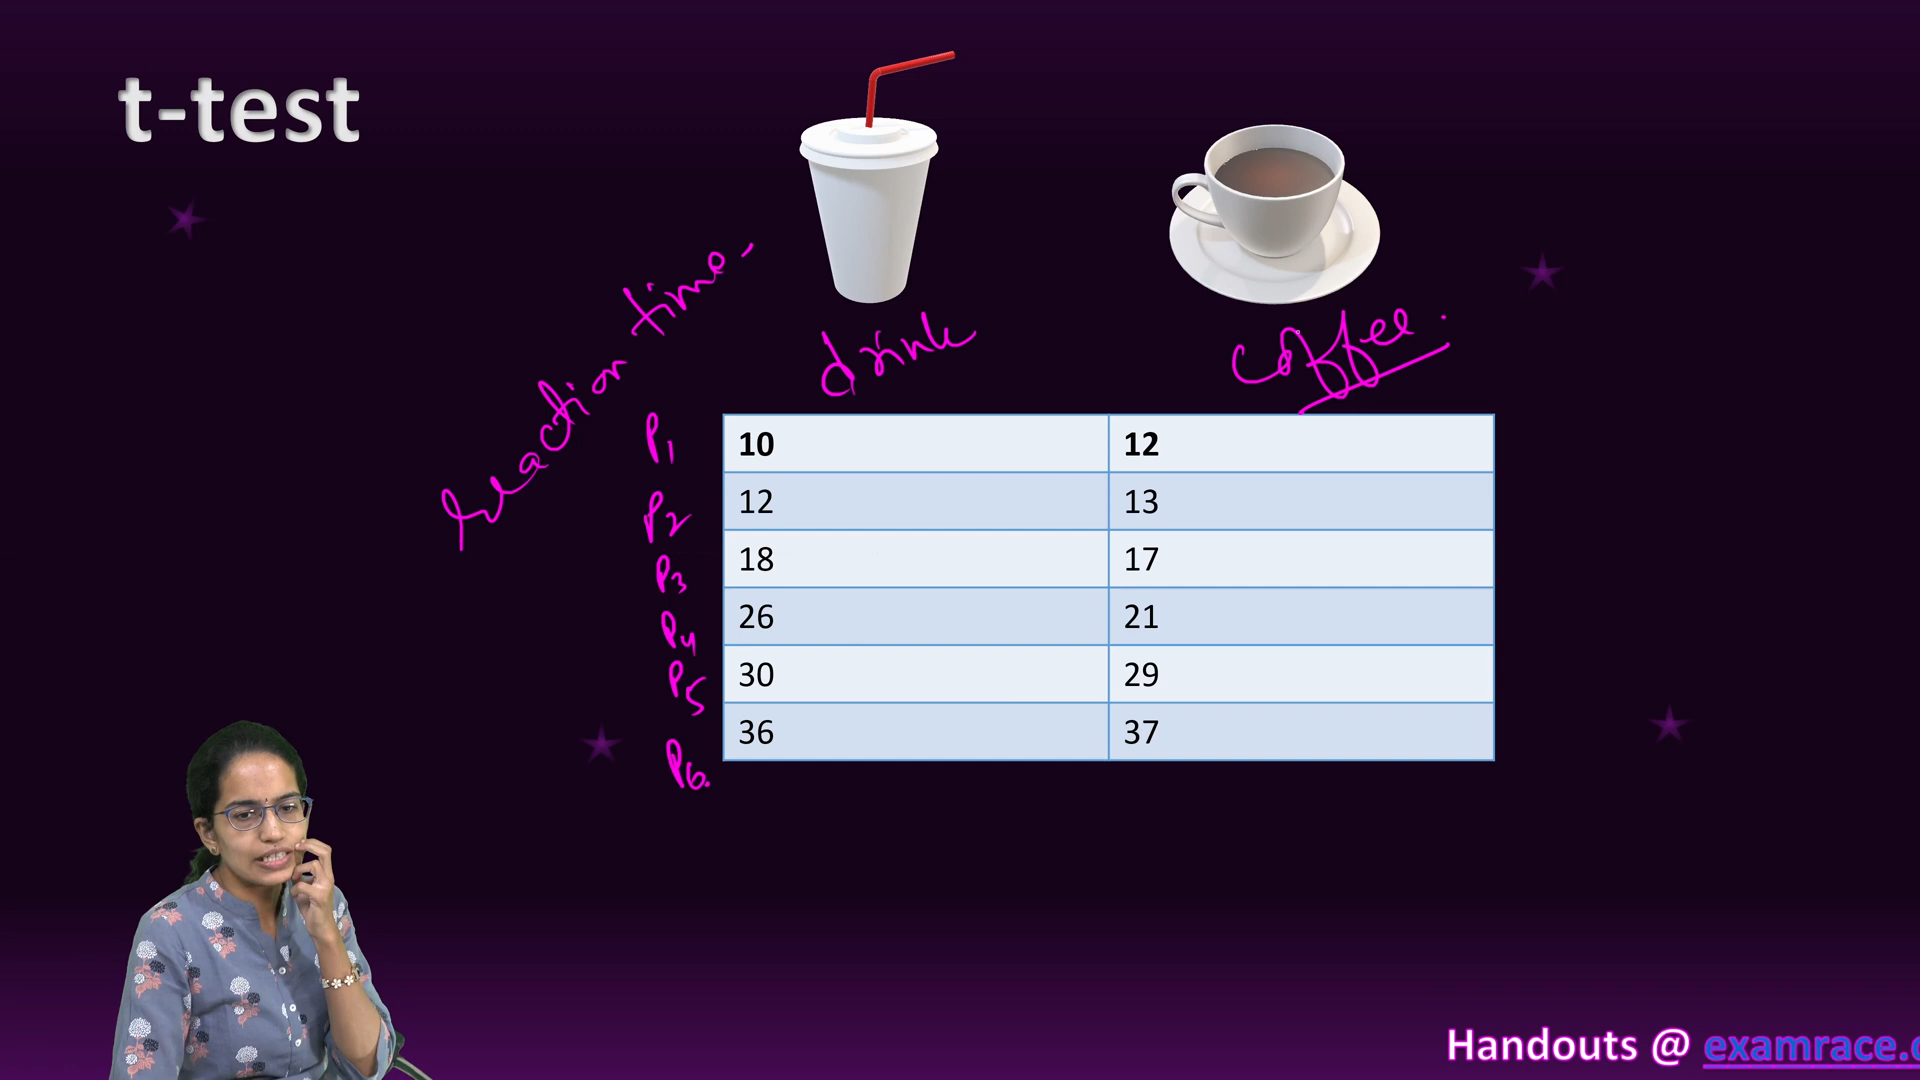 t-test
reaction time
drink
coffee.
P1 10 12
P2 12 13
P3 18 17
P4 26 21
P5 30 29
P6. 36 37
Handouts @ examrace.c